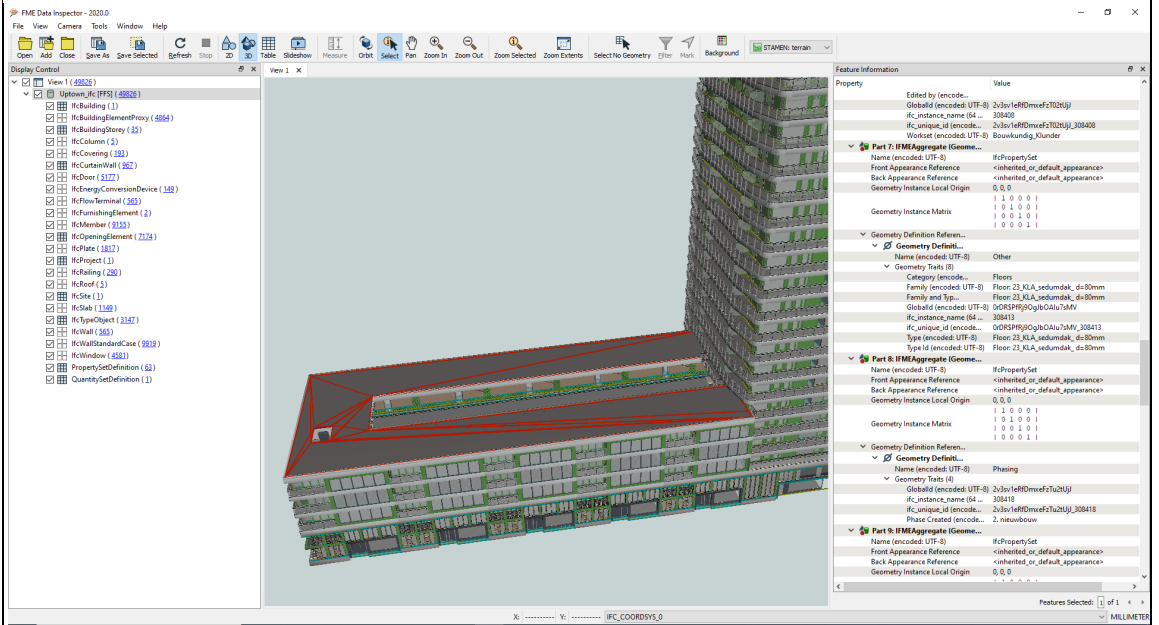 FME Data Inspector - 2020.0
File View Camera Tools Window Help
Open Add Close Save As Save Selected Refresh Stop 2D 3D Table Slideshow Measure Orbit Select Pan Zoom In Zoom Out Zoom Selected Zoom Extents Select No Geometry Filter Mark Background STAMEN: terrain
Display Control
View 1 (49826)
Uptown_ifc [FFS] (49826)
IfcBuilding (1)
IfcBuildingElementProxy (4864)
IfcBuildingStorey (35)
IfcColumn (5)
IfcCovering (193)
IfcCurtainWall (967)
IfcDoor (5177)
IfcEnergyConversionDevice (149)
IfcFlowTerminal (565)
IfcFurnishingElement (2)
IfcMember (9155)
IfcOpeningElement (7174)
IfcPlate (1817)
IfcProject (1)
IfcRailing (290)
IfcRoof (5)
IfcSite (1)
IfcSlab (1149)
IfcTypeObject (3147)
IfcWall (565)
IfcWallStandardCase (9919)
IfcWindow (4581)
PropertySetDefinition (63)
QuantitySetDefinition (1)
View 1
Feature Information
Property Value
Edited by (encode...
GlobalId (encoded: UTF-8) 2v3sv1eRfDmxeFzT02tUjJ
ifc_instance_name (64 ... 308408
ifc_unique_id (encode... 2v3sv1eRfDmxeFzT02tUjJ_308408
Workset (encoded: UTF-8) Bouwkundig_Klunder
Part 7: IFMEAggregate (Geome...
Name (encoded: UTF-8) IfcPropertySet
Front Appearance Reference <inherited_or_default_appearance>
Back Appearance Reference <inherited_or_default_appearance>
Geometry Instance Local Origin 0, 0, 0
Geometry Instance Matrix
| 1 0 0 0 |
| 0 1 0 0 |
| 0 0 1 0 |
| 0 0 0 1 |
Geometry Definition Referen...
Geometry Definiti...
Name (encoded: UTF-8) Other
Geometry Traits (8)
Category (encode... Floors
Family (encoded: UTF-8) Floor: 23_KLA_sedumdak_ d=80mm
Family and Typ... Floor: 23_KLA_sedumdak_ d=80mm
GlobalId (encoded: UTF-8) 0rDRSPfRj9OgJbOAlu7sMV
ifc_instance_name (64 ... 308413
ifc_unique_id (encode... 0rDRSPfRj9OgJbOAlu7sMV_308413
Type (encoded: UTF-8) Floor: 23_KLA_sedumdak_ d=80mm
Type Id (encoded: UTF-8) Floor: 23_KLA_sedumdak_ d=80mm
Part 8: IFMEAggregate (Geome...
Name (encoded: UTF-8) IfcPropertySet
Front Appearance Reference <inherited_or_default_appearance>
Back Appearance Reference <inherited_or_default_appearance>
Geometry Instance Local Origin 0, 0, 0
Geometry Instance Matrix
| 1 0 0 0 |
| 0 1 0 0 |
| 0 0 1 0 |
| 0 0 0 1 |
Geometry Definition Referen...
Geometry Definiti...
Name (encoded: UTF-8) Phasing
Geometry Traits (4)
GlobalId (encoded: UTF-8) 2v3sv1eRfDmxeFzTu2tUjJ
ifc_instance_name (64 ... 308418
ifc_unique_id (encode... 2v3sv1eRfDmxeFzTu2tUjJ_308418
Phase Created (encode... 2. nieuwbouw
Part 9: IFMEAggregate (Geome...
Name (encoded: UTF-8) IfcPropertySet
Front Appearance Reference <inherited_or_default_appearance>
Back Appearance Reference <inherited_or_default_appearance>
Geometry Instance Local Origin 0, 0, 0
Features Selected: 1 of 1
X: ---------- Y: ---------- IFC_COORDSYS_0 MILLIMETER